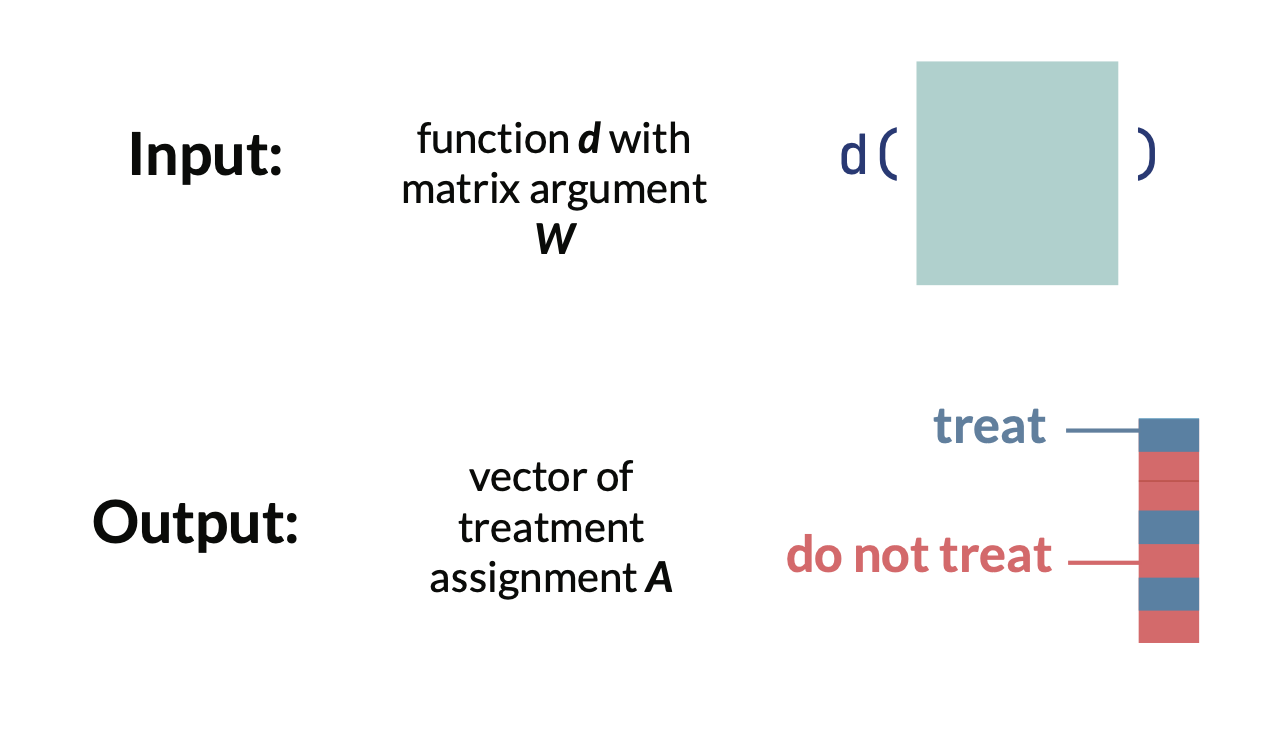 Input:
function d with
matrix argument
W
d ( )
treat
Output:
vector of
treatment
assignment A
do not treat